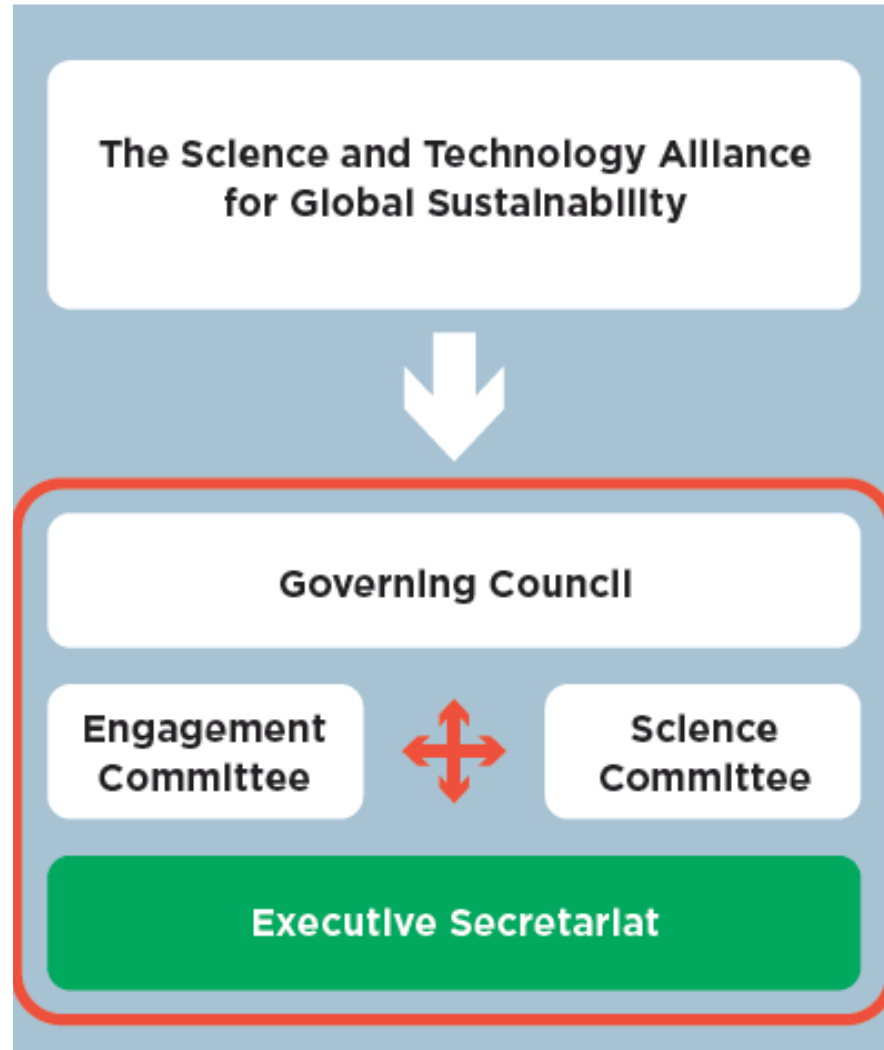 The Science and Technology Alliance
for Global Sustainability
Governing Council
Engagement
Committee
Science
Committee
Executive Secretariat